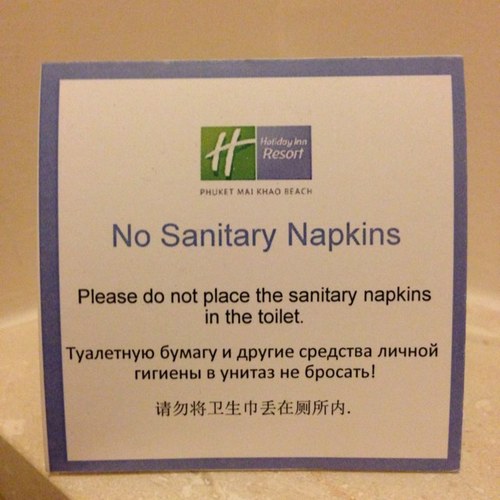 H Holiday Inn
Resort
PHUKET MAI KHAO BEACH
No Sanitary Napkins
Please do not place the sanitary napkins
in the toilet.
Туалетную бумагу и другие средства личной
гигиены в унитаз не бросать!
请勿将卫生巾丢在厕所内.